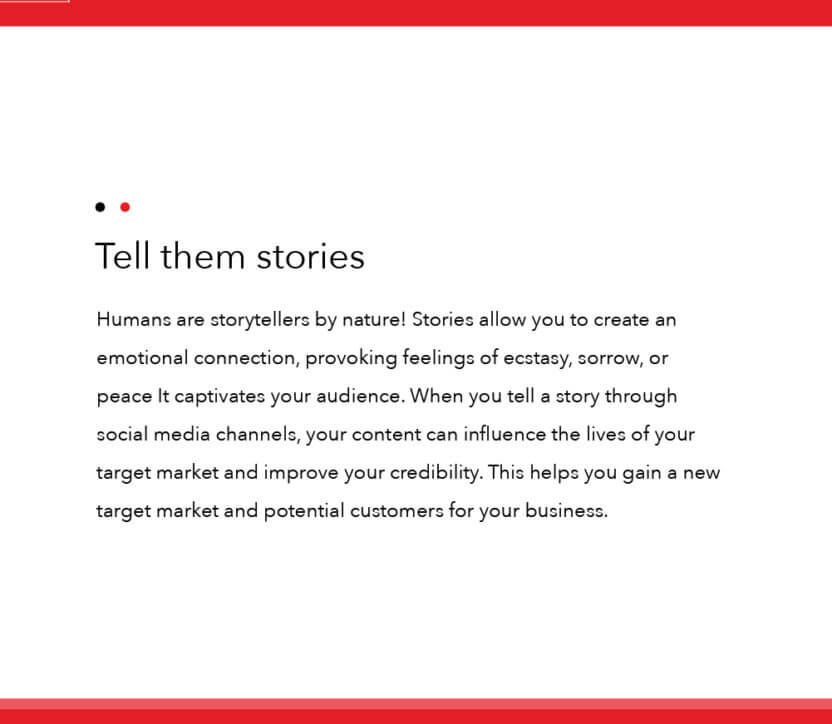 Tell them stories
Humans are storytellers by nature! Stories allow you to create an
emotional connection, provoking feelings of ecstasy, sorrow, or
peace It captivates your audience. When you tell a story through
social media channels, your content can influence the lives of your
target market and improve your credibility. This helps you gain a new
target market and potential customers for your business.